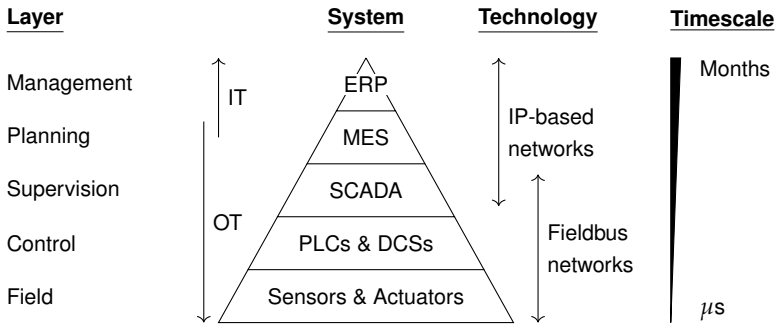 Layer System Technology Timescale
Management IT ERP Months
Planning MES IP-based
networks
Supervision SCADA
Control OT PLCs & DCSs Fieldbus
networks
Field Sensors & Actuators μs